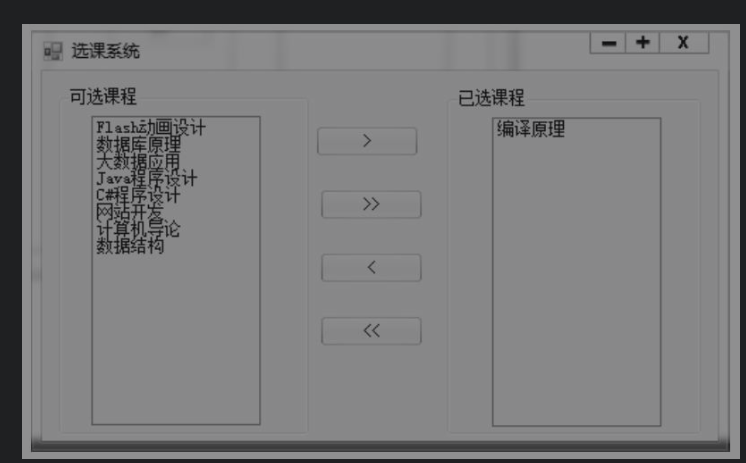 选课系统
可选课程
Flash动画设计
数据库原理
大数据应用
Java程序设计
C#程序设计
网站开发
计算机导论
数据结构
>
>>
<
<<
已选课程
编译原理